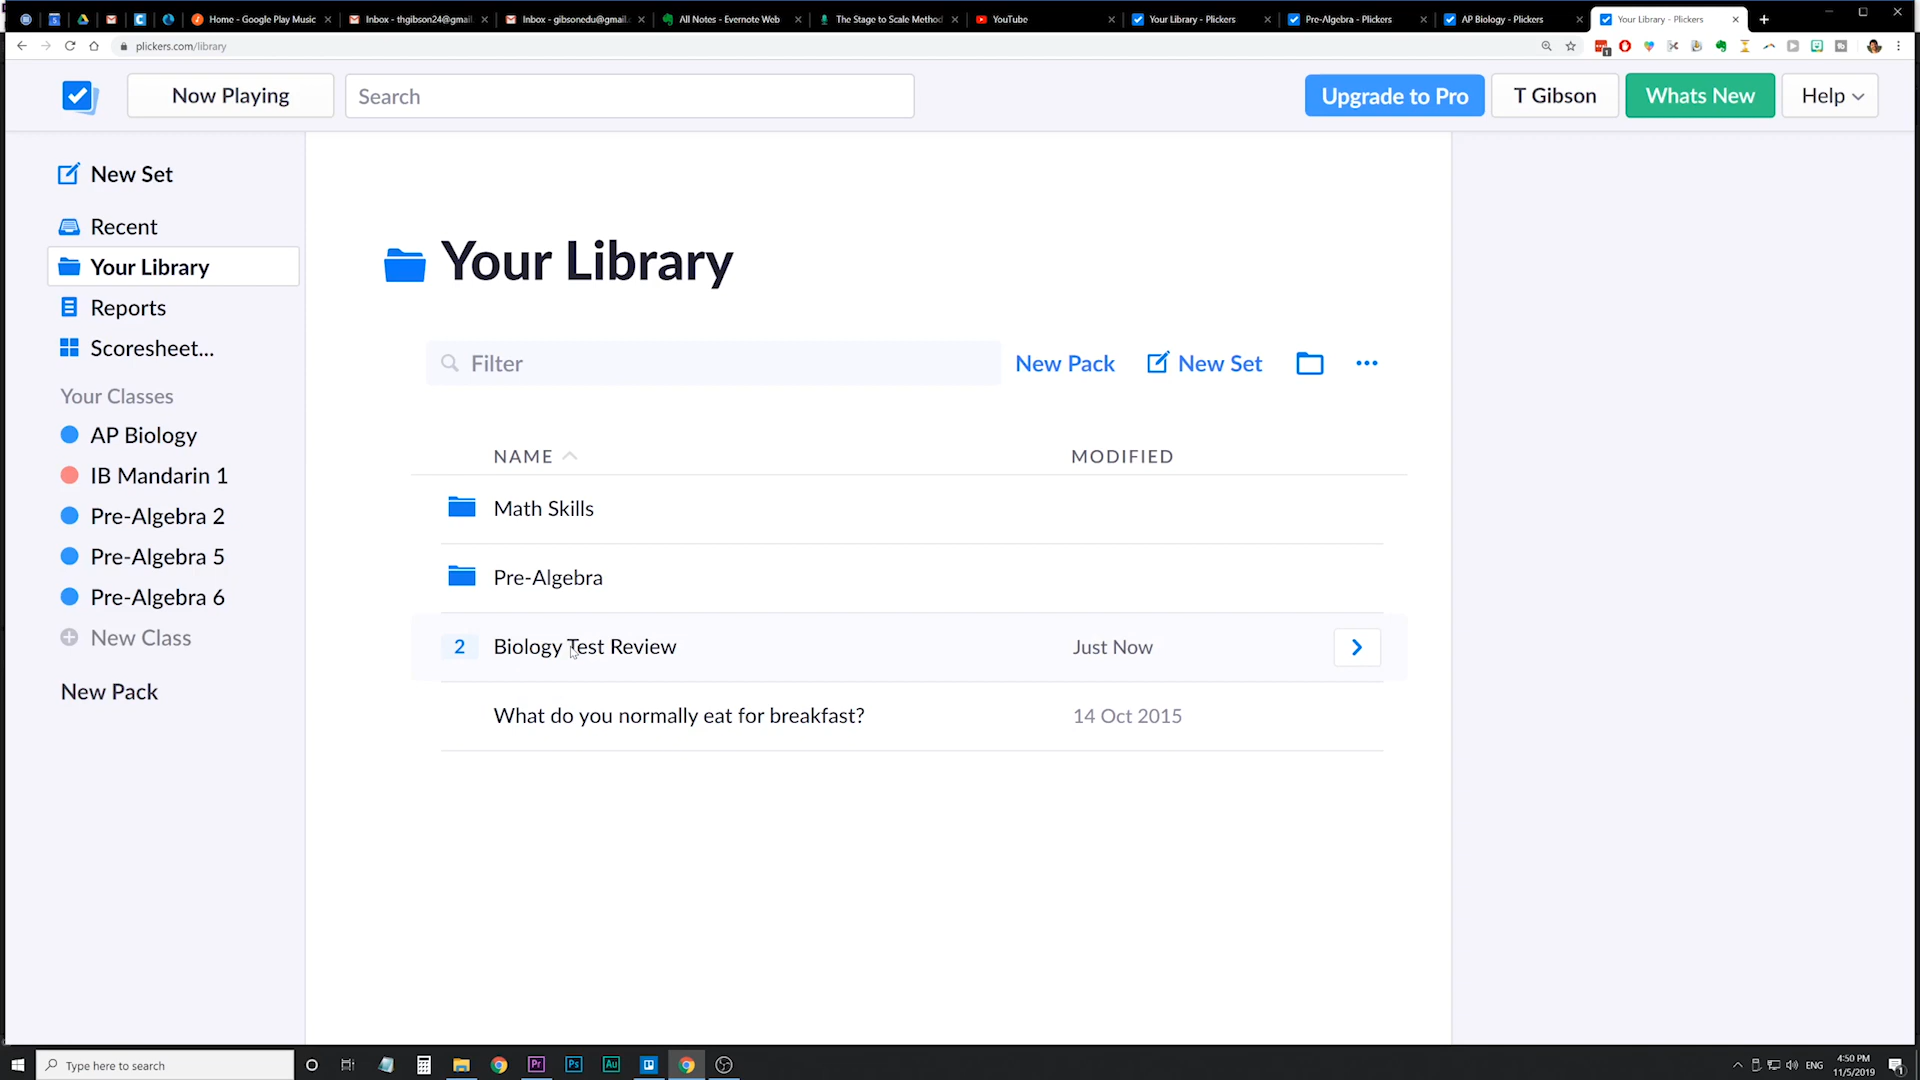 Home - Google Play Music
Inbox - thgibson24@gmail.
Inbox - gibsonedu@gmail.
All Notes - Evernote Web
The Stage to Scale Method
YouTube
Your Library - Plickers
Pre-Algebra - Plickers
AP Biology - Plickers
Your Library - Plickers
plickers.com/library
Now Playing
Search
Upgrade to Pro
T Gibson
Whats New
Help
New Set
Recent
Your Library
Reports
Scoresheet...
Your Classes
AP Biology
IB Mandarin 1
Pre-Algebra 2
Pre-Algebra 5
Pre-Algebra 6
New Class
New Pack
Your Library
Filter
New Pack
New Set
NAME
MODIFIED
Math Skills
Pre-Algebra
2 Biology Test Review Just Now
What do you normally eat for breakfast? 14 Oct 2015
Type here to search
Pr
Ps
Au
ENG
4:50 PM
11/5/2019